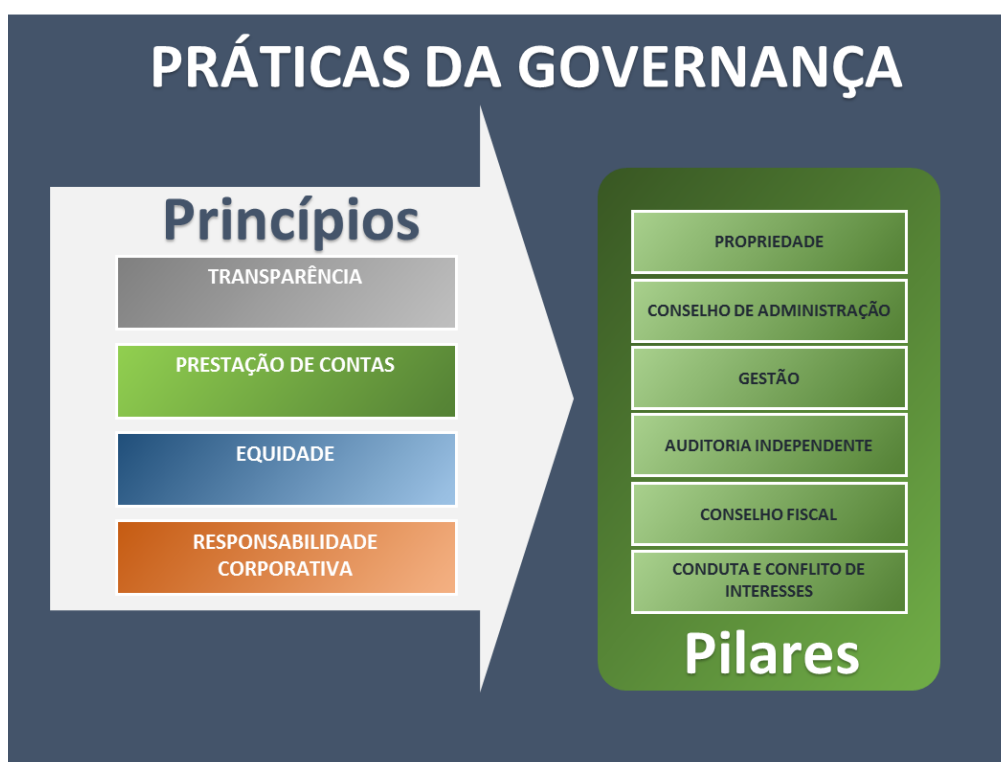 PRÁTICAS DA GOVERNANÇA
Princípios
TRANSPARÊNCIA
PRESTAÇÃO DE CONTAS
EQUIDADE
RESPONSABILIDADE
CORPORATIVA
PROPRIEDADE
CONSELHO DE ADMINISTRAÇÃO
GESTÃO
AUDITORIA INDEPENDENTE
CONSELHO FISCAL
CONDUTA E CONFLITO DE
INTERESSES
Pilares